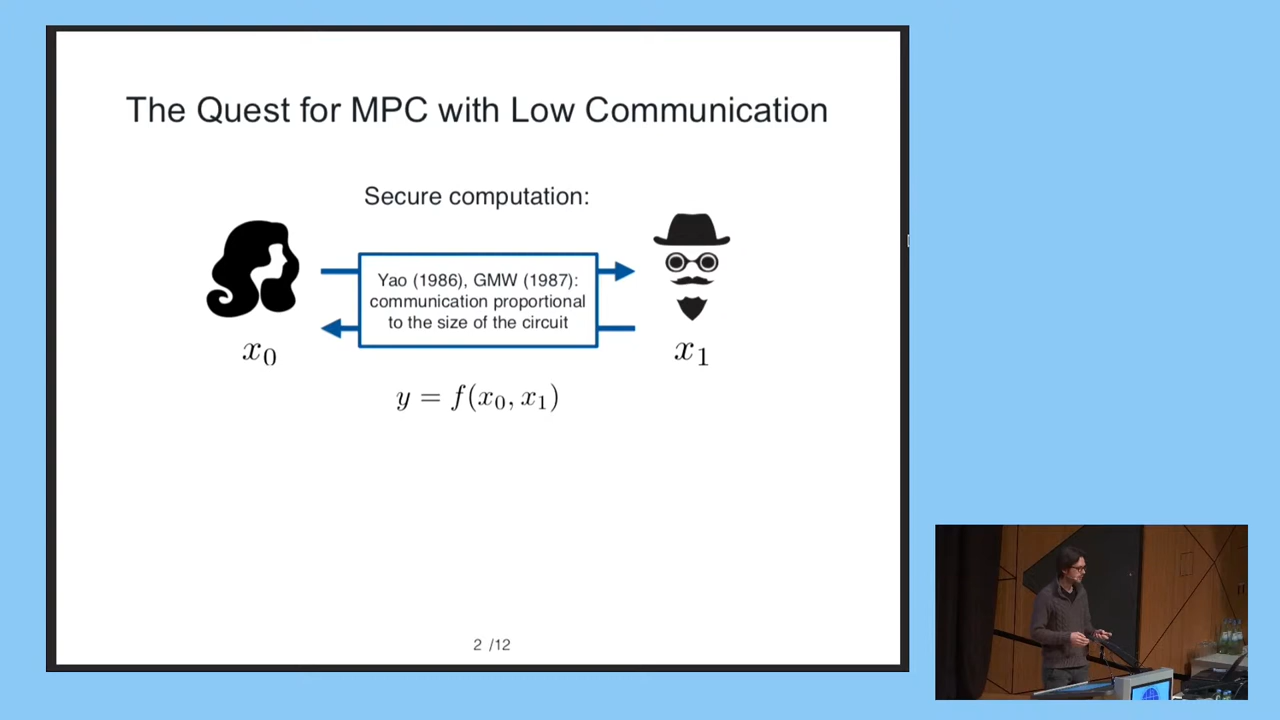 The Quest for MPC with Low Communication
Secure computation:
Yao (1986), GMW (1987):
communication proportional
to the size of the circuit
x₀
x₁
y = f(x₀, x₁)
2 /12